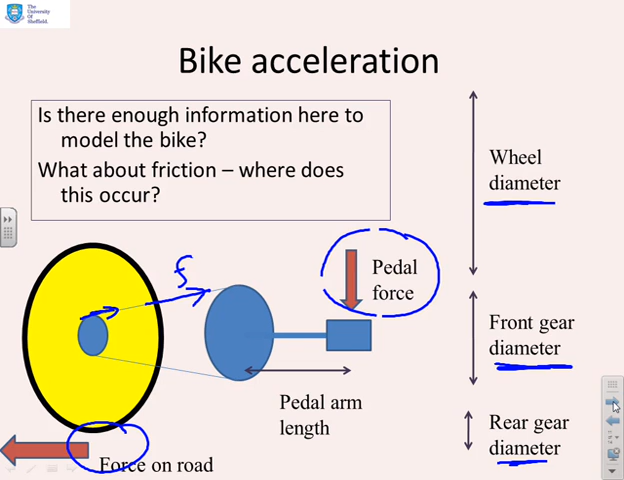 The
University
Of
Sheffield.
Bike acceleration
Is there enough information here to
model the bike?
What about friction – where does
this occur?
Wheel
diameter
f
Pedal
force
Front gear
diameter
Pedal arm
length
Rear gear
diameter
Force on road